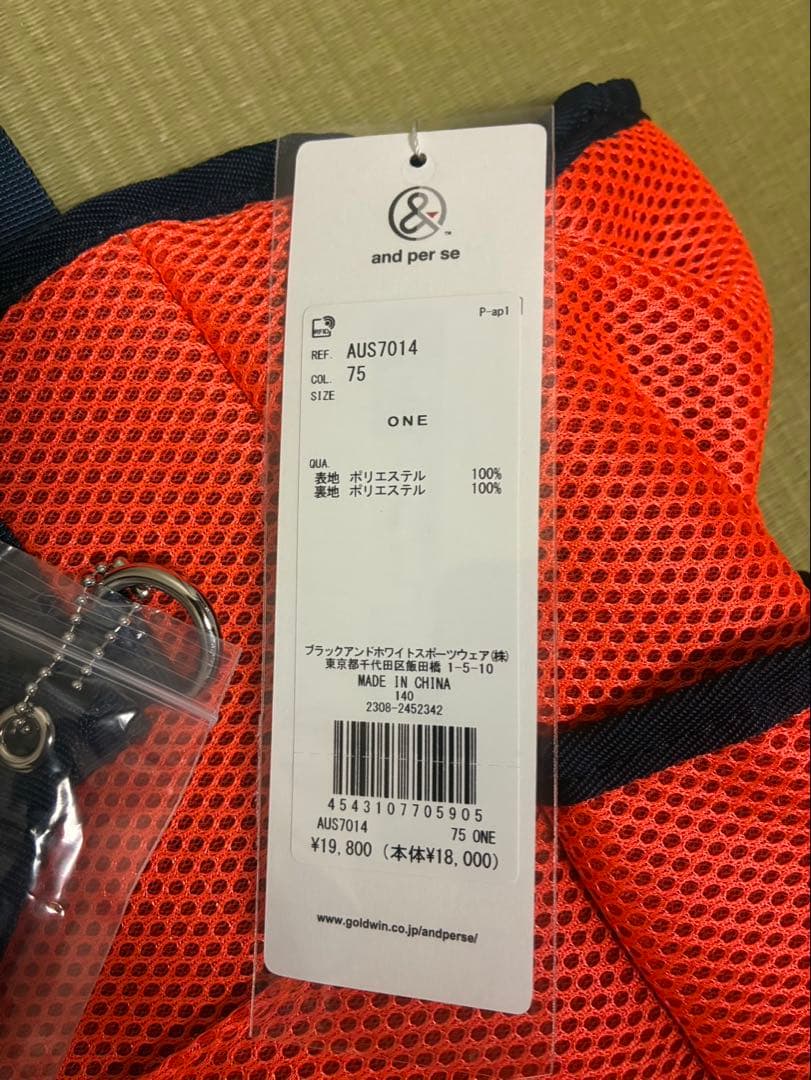 &
TM
and per se
P-ap1
RFID
REF. AUS7014
COL. 75
SIZE
ONE
QUA.
表地 ポリエステル 100%
裏地 ポリエステル 100%
ブラックアンドホワイトスポーツウェア㈱
東京都千代田区飯田橋 1-5-10
MADE IN CHINA
140
2308-2452342
4543107705905
AUS7014 75 ONE
¥19,800 (本体¥18,000)
www.goldwin.co.jp/andperse/